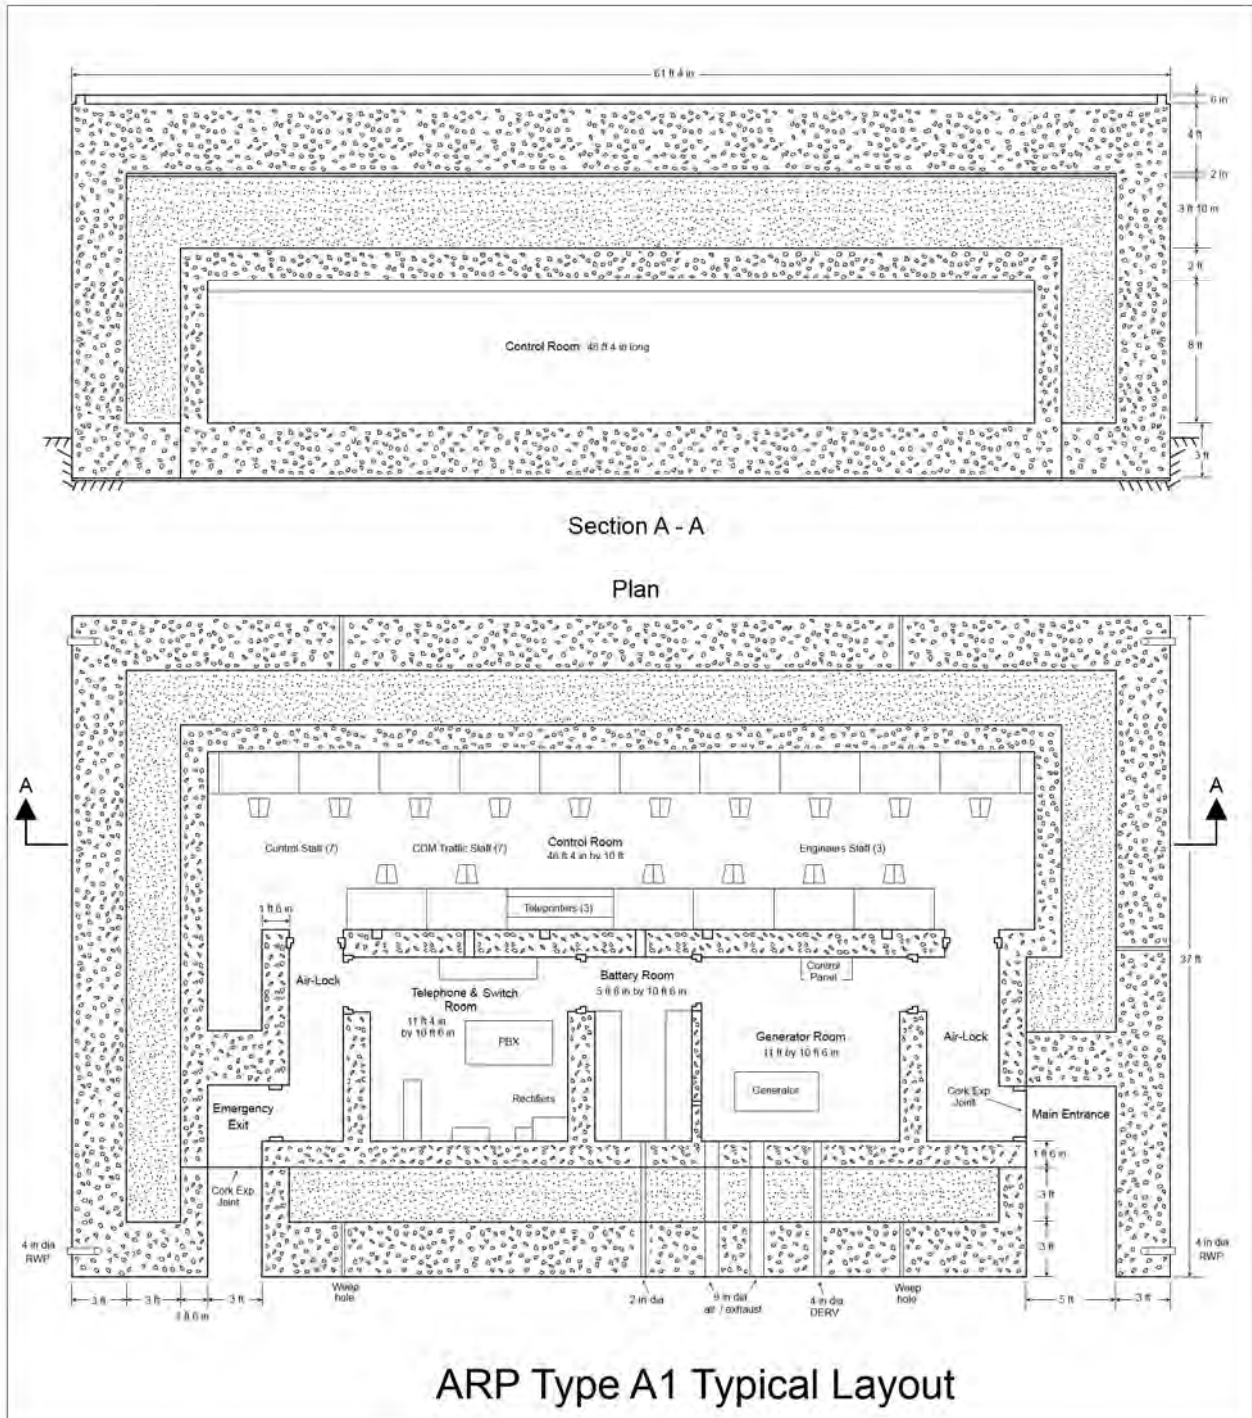 61 ft 4 in
6 in
4 ft
2 in
3 ft 10 in
2 ft
8 ft
3 ft
Control Room 46 ft 4 in long
Section A - A
Plan
A
A
Control Staff (7)
CDM Traffic Staff (7)
Control Room
46 ft 4 in by 10 ft
Engineers Staff (3)
1 ft 6 in
Teleprinters (3)
37 ft
Air-Lock
Telephone & Switch
Room
11 ft 4 in
by 10 ft 6 in
Battery Room
5 ft 6 in by 10 ft 6 in
Control
Panel
PBX
Generator Room
11 ft by 10 ft 6 in
Air-Lock
Rectifiers
Generator
Cork Exp
Joint
Main Entrance
Emergency
Exit
1 ft 6 in
Cork Exp
Joint
3 ft
3 ft
4 in dia
RWP
4 in dia
RWP
3 ft
3 ft
1 ft 6 in
3 ft
Weep
hole
2 in dia
9 in dia
air / exhaust
4 in dia
DERV
Weep
hole
5 ft
3 ft
ARP Type A1 Typical Layout